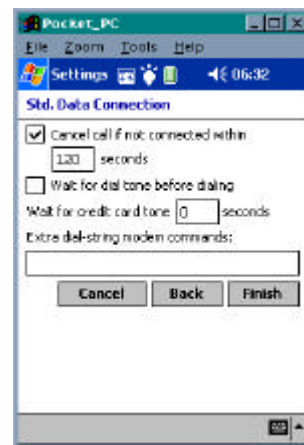 Pocket_PC
File Zoom Tools Help
Settings 06:32
Std. Data Connection
Cancel call if not connected within
120 seconds
Wait for dial tone before dialing
Wait for credit card tone 0 seconds
Extra dial-string modem commands:
Cancel Back Finish